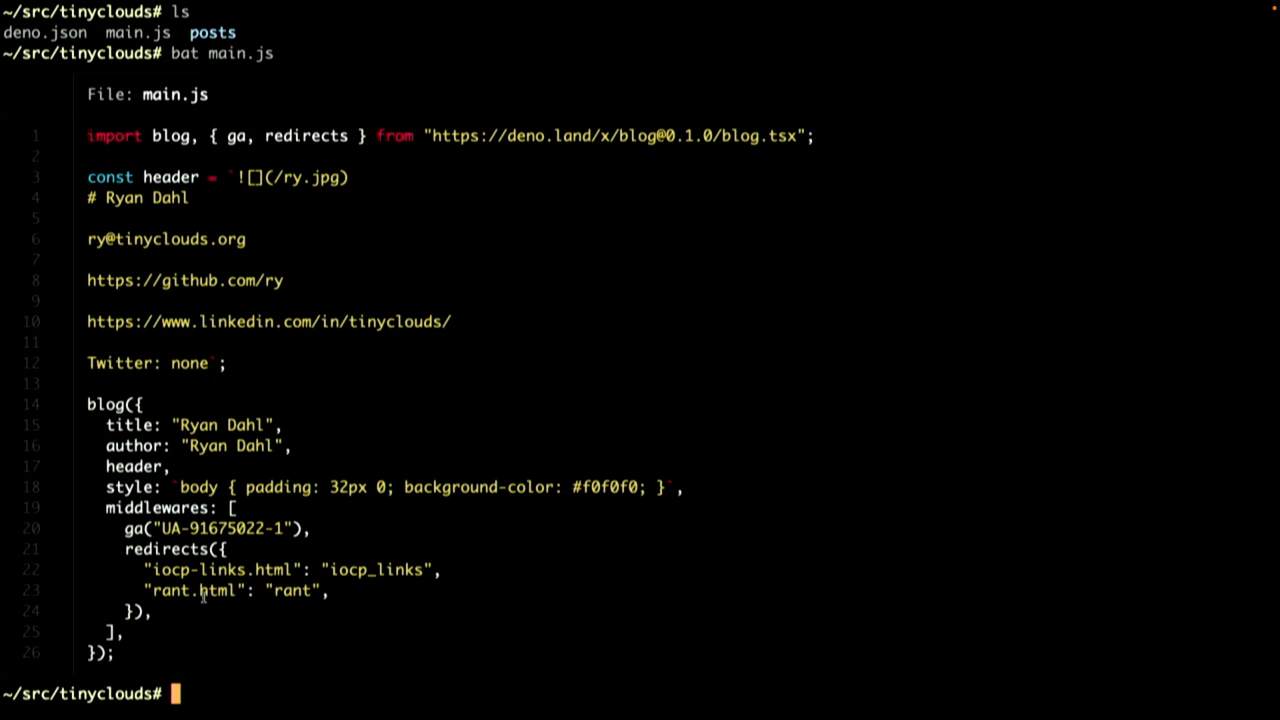 ~/src/tinyclouds# ls
deno.json  main.js  posts
~/src/tinyclouds# bat main.js
File: main.js
1 import blog, { ga, redirects } from "https://deno.land/x/blog@0.1.0/blog.tsx";
2
3 const header = `![](/ry.jpg)
4 # Ryan Dahl
5
6 ry@tinyclouds.org
7
8 https://github.com/ry
9
10 https://www.linkedin.com/in/tinyclouds/
11
12 Twitter: none`;
13
14 blog({
15   title: "Ryan Dahl",
16   author: "Ryan Dahl",
17   header,
18   style: `body { padding: 32px 0; background-color: #f0f0f0; }`,
19   middlewares: [
20     ga("UA-91675022-1"),
21     redirects({
22       "iocp-links.html": "iocp_links",
23       "rant.html": "rant",
24     }),
25   ],
26 });
~/src/tinyclouds#